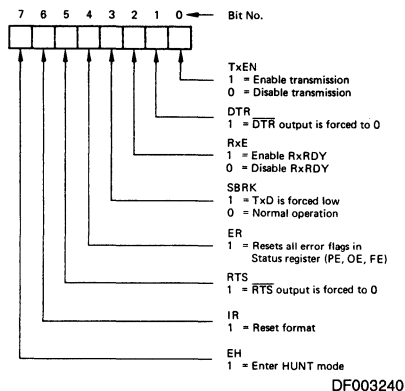 7 6 5 4 3 2 1 0 Bit No.
TxEN
1 = Enable transmission
0 = Disable transmission
DTR
1 = D̅T̅R̅ output is forced to 0
RxE
1 = Enable RxRDY
0 = Disable RxRDY
SBRK
1 = TxD is forced low
0 = Normal operation
ER
1 = Resets all error flags in
Status register (PE, OE, FE)
RTS
1 = R̅T̅S̅ output is forced to 0
IR
1 = Reset format
EH
1 = Enter HUNT mode
DF003240